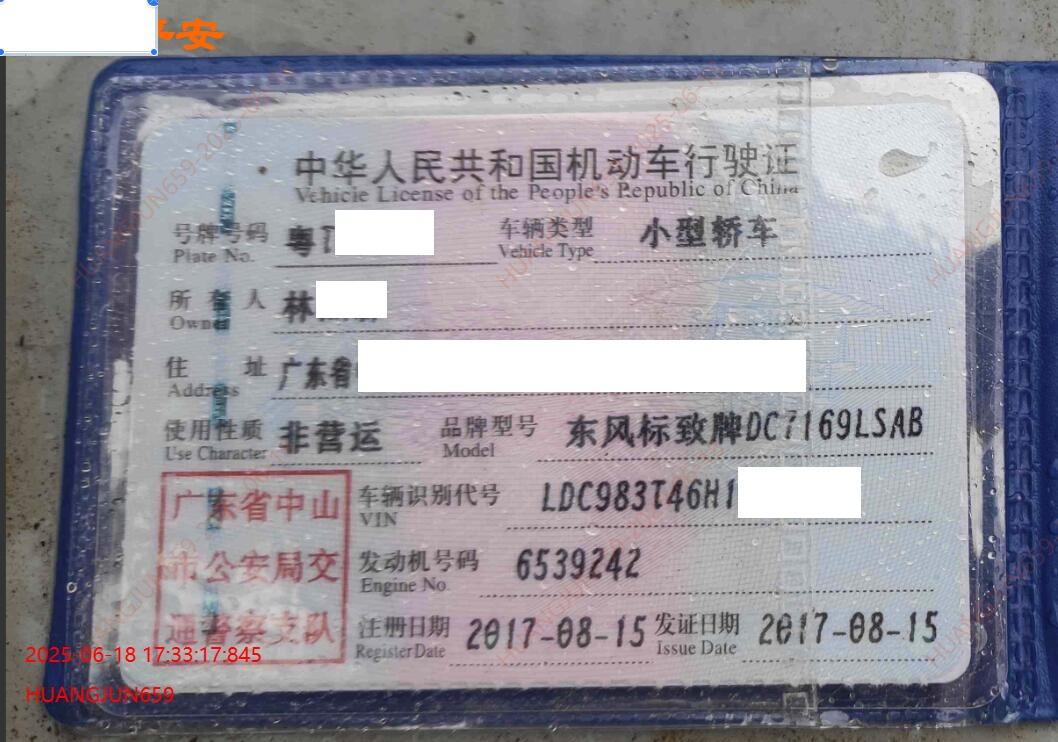 平安
中华人民共和国机动车行驶证
Vehicle License of the People's Republic of China
号牌号码 粤T 车辆类型 小型轿车
Plate No. Vehicle Type
所有人 林
Owner
住址 广东省
Address
使用性质 非营运 品牌型号 东风标致牌DC7169LSAB
Use Character Model
广东省中山 车辆识别代号 LDC983T46H1
VIN
市公安局交 发动机号码 6539242
Engine No.
通警察支队 注册日期 2017-08-15 发证日期 2017-08-15
Register Date Issue Date
2025-06-18 17:33:17:845
HUANGJUN659